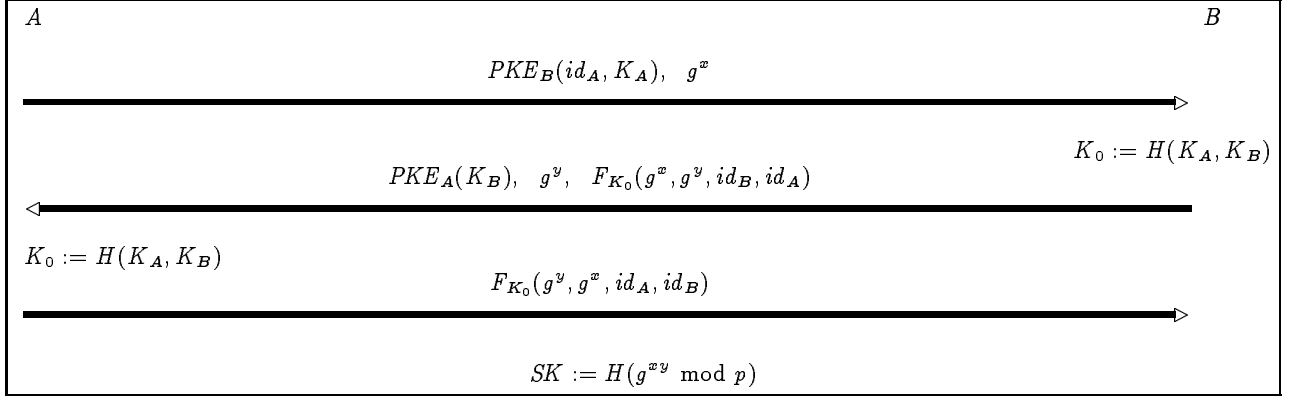 A B
PKE_B(id_A, K_A), g^x
K_0 := H(K_A, K_B)
PKE_A(K_B), g^y, F_{K_0}(g^x, g^y, id_B, id_A)
K_0 := H(K_A, K_B)
F_{K_0}(g^y, g^x, id_A, id_B)
SK := H(g^{xy} mod p)